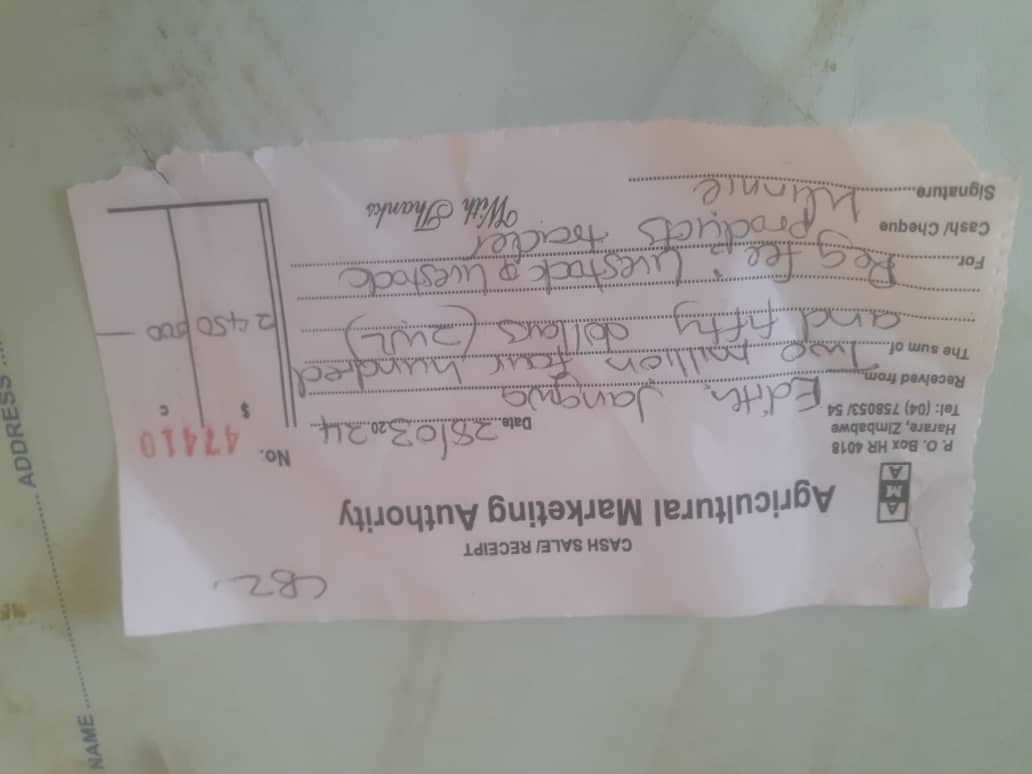 CBZ
CASH SALE/ RECEIPT
Agricultural Marketing Authority
A
M
A
P. O. Box HR 4018
Harare, Zimbabwe
Tel: (04) 758053/ 54
No. 47410
Date 28/03 20 24
$ c
Received from Edith Jangwa
The sum of Two million four hundred
and fifty dollars (ZWL)
2 450 000 —
For Reg fee: Livestock & Livestock
products trader
Cash/ Cheque
With Thanks
Signature Winnie
NAME
ADDRESS